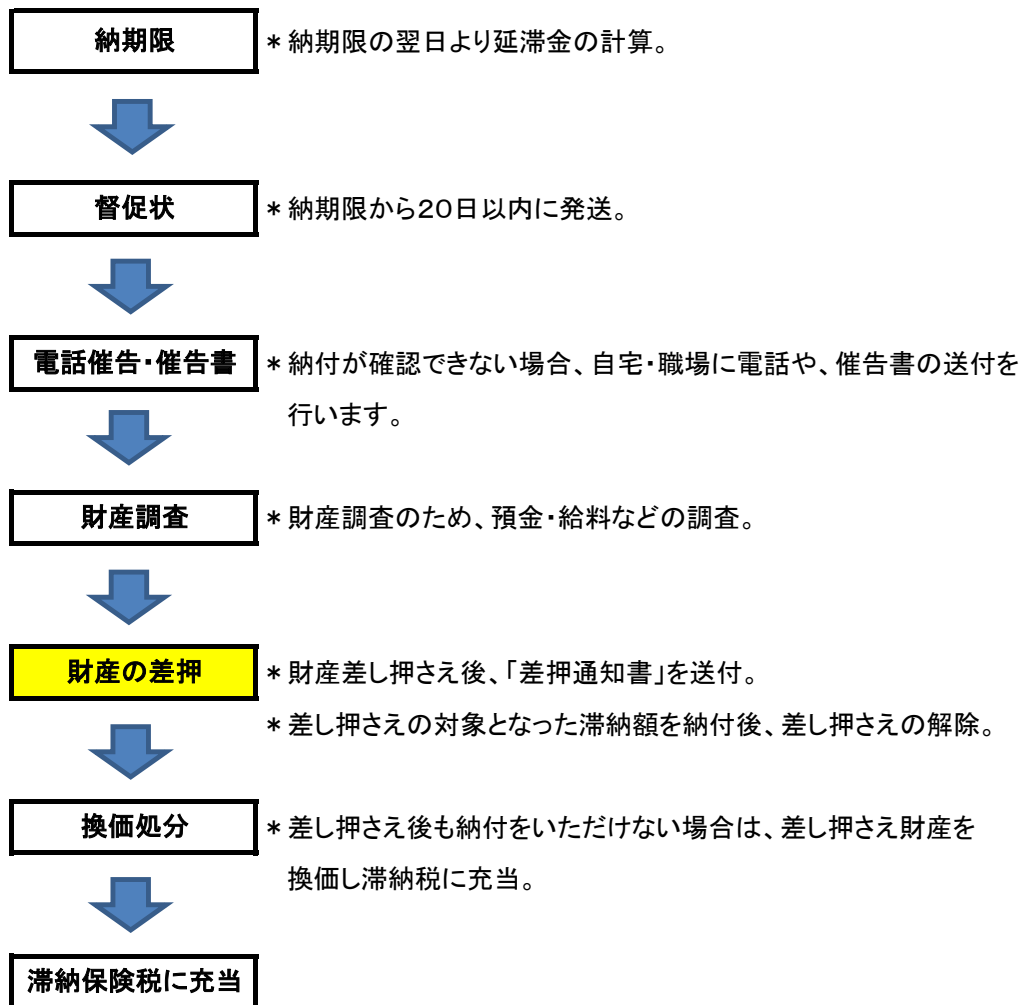 納期限
＊納期限の翌日より延滞金の計算。
督促状
＊納期限から２０日以内に発送。
電話催告・催告書
＊納付が確認できない場合、自宅・職場に電話や、催告書の送付を
行います。
財産調査
＊財産調査のため、預金・給料などの調査。
財産の差押
＊財産差し押さえ後、「差押通知書」を送付。
＊差し押さえの対象となった滞納額を納付後、差し押さえの解除。
換価処分
＊差し押さえ後も納付をいただけない場合は、差し押さえ財産を
換価し滞納税に充当。
滞納保険税に充当